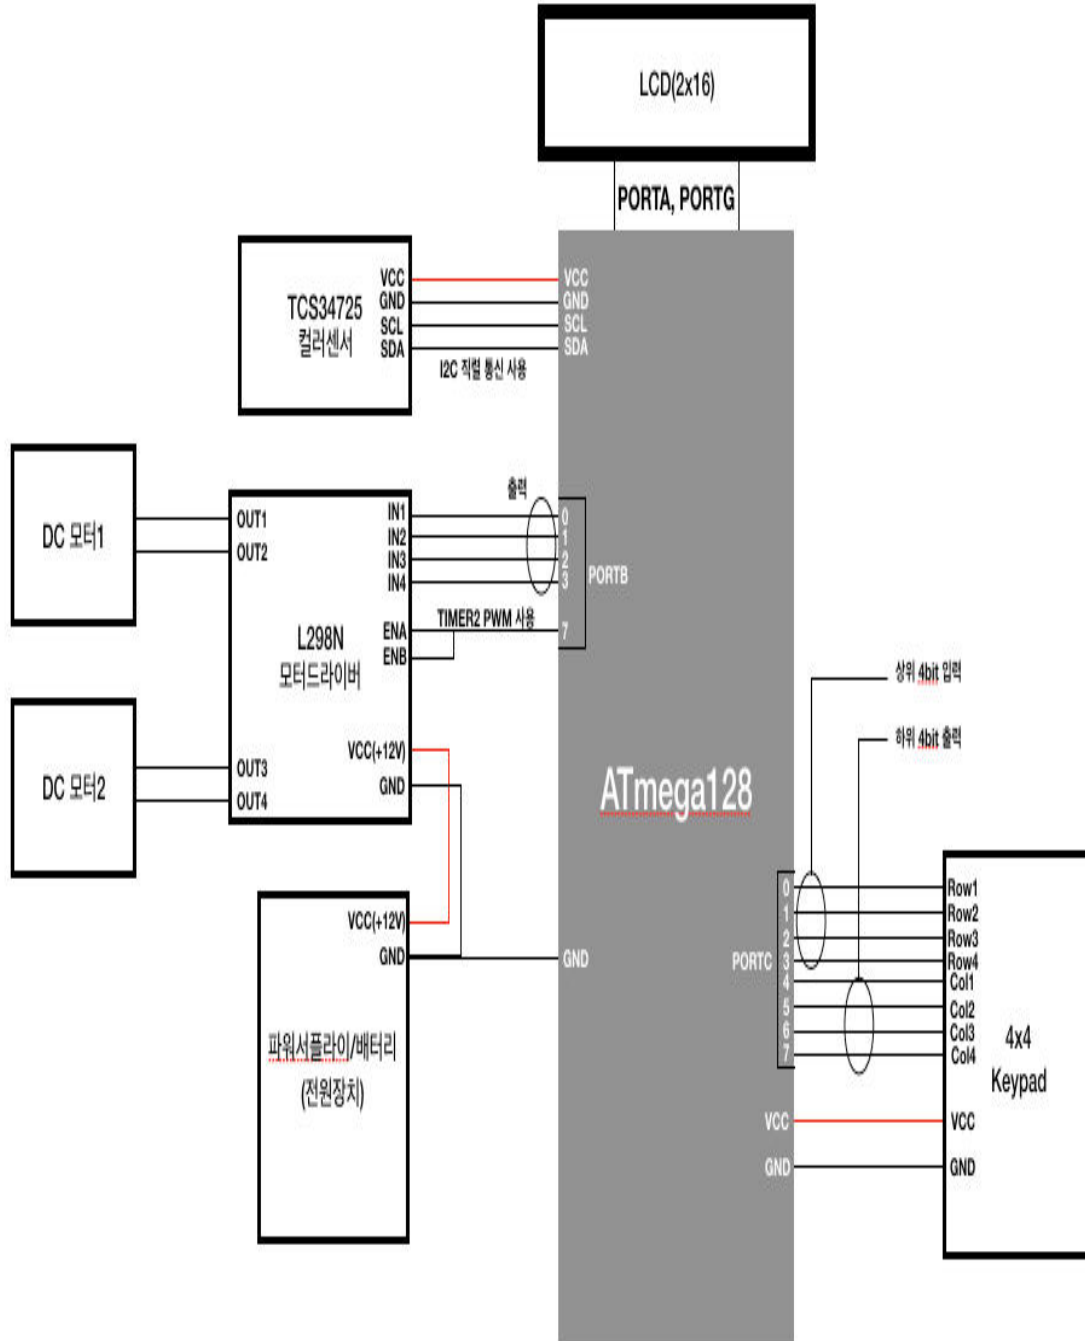 LCD(2x16)
PORTA, PORTG
TCS34725
컬러센서
VCC
GND
SCL
SDA
VCC
GND
SCL
SDA
I2C 직렬 통신 사용
DC 모터1
OUT1
OUT2
IN1
IN2
IN3
IN4
출력
0
1
2
3
PORTB
7
TIMER2 PWM 사용
ENA
ENB
L298N
모터드라이버
VCC(+12V)
GND
DC 모터2
OUT3
OUT4
ATmega128
상위 4bit 입력
하위 4bit 출력
VCC(+12V)
GND
파워서플라이/배터리
(전원장치)
GND
PORTC
0
1
2
3
4
5
6
7
Row1
Row2
Row3
Row4
Col1
Col2
Col3
Col4
4x4
Keypad
VCC
GND
VCC
GND